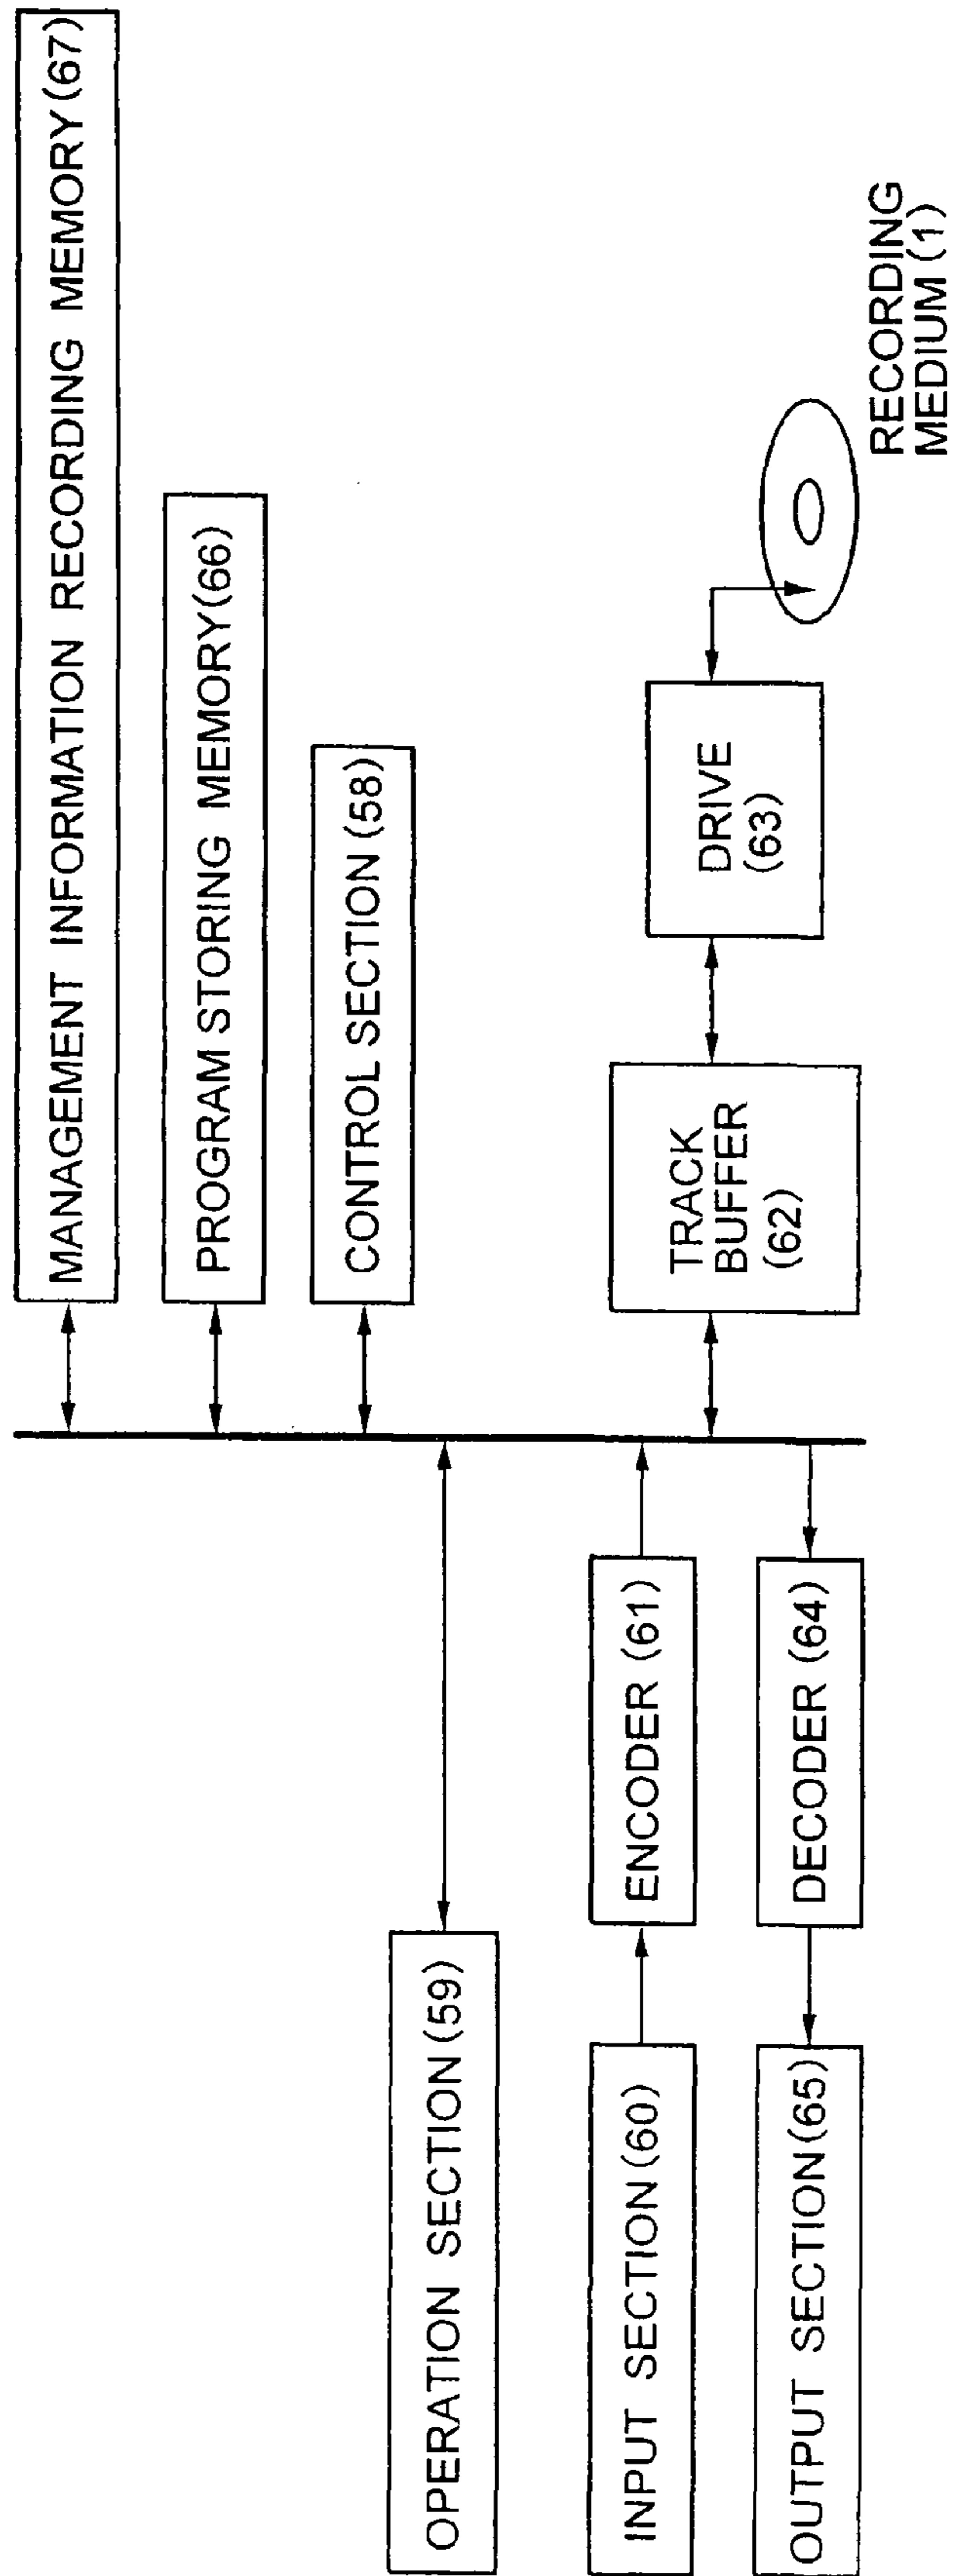 MANAGEMENT INFORMATION RECORDING MEMORY(67)
PROGRAM STORING MEMORY(66)
CONTROL SECTION (58)
OPERATION SECTION(59)
INPUT SECTION(60)
ENCODER (61)
TRACK
BUFFER
(62)
DRIVE
(63)
OUTPUT SECTION(65)
DECODER (64)
RECORDING
MEDIUM (1)